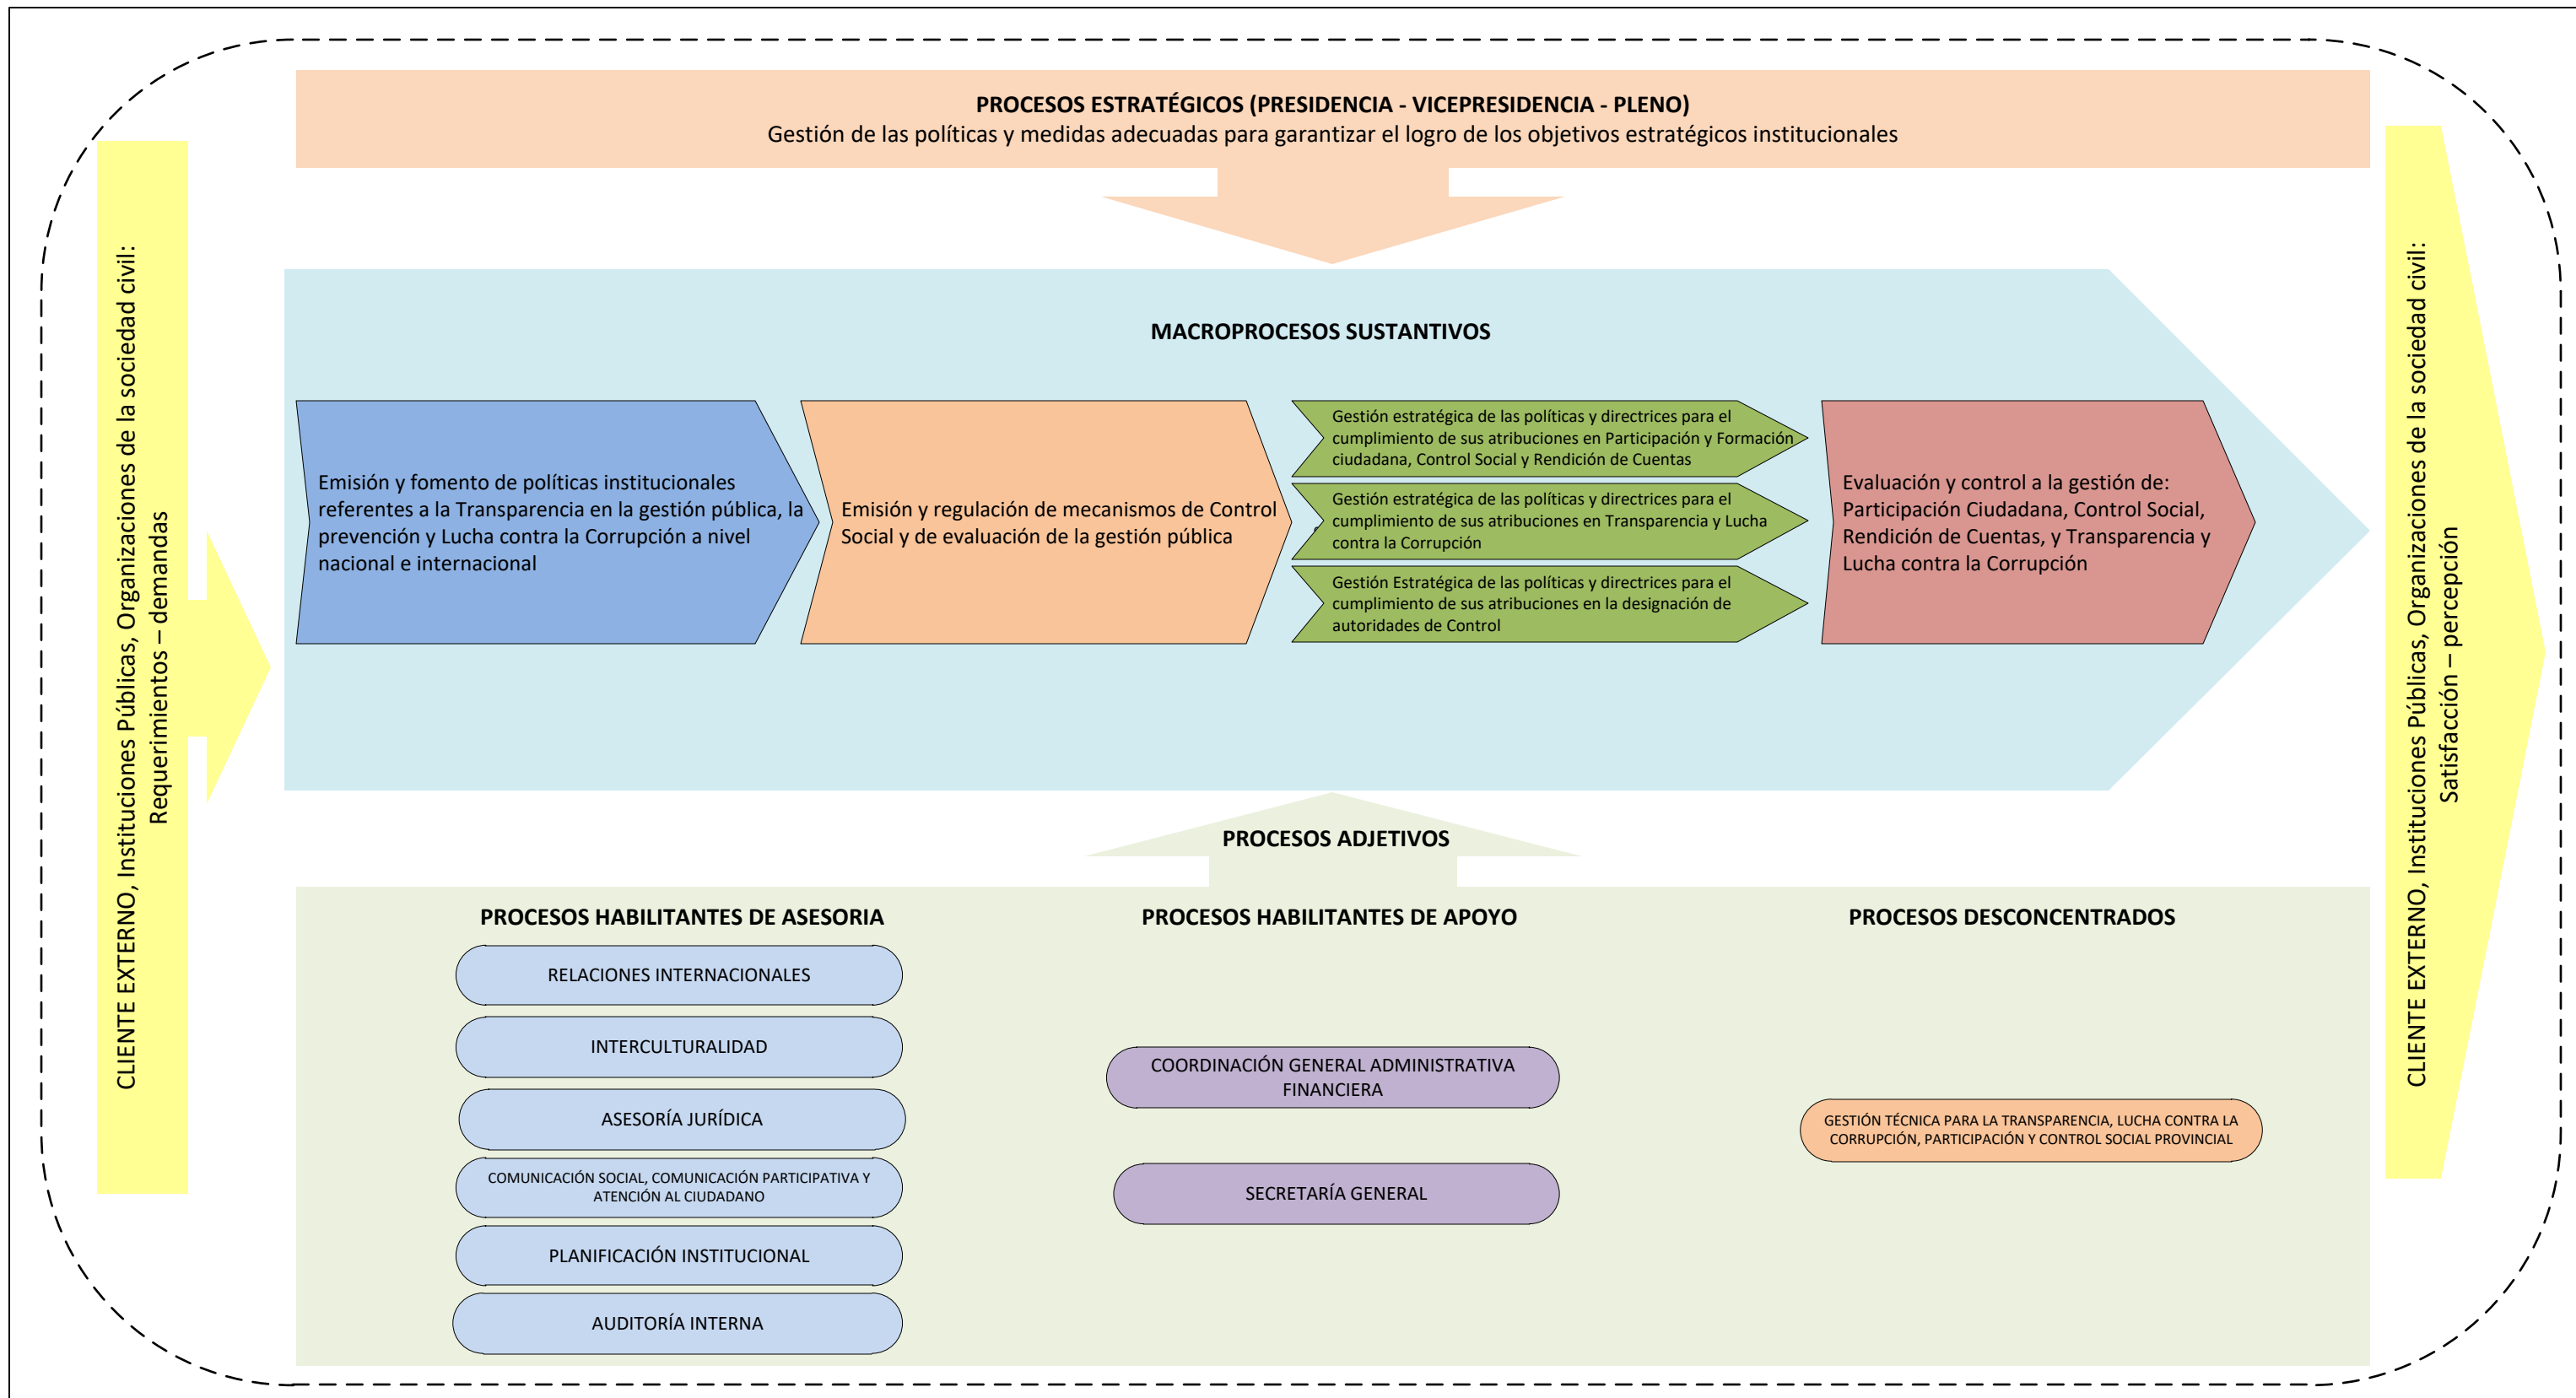 PROCESOS ESTRATÉGICOS (PRESIDENCIA - VICEPRESIDENCIA - PLENO)
Gestión de las políticas y medidas adecuadas para garantizar el logro de los objetivos estratégicos institucionales
CLIENTE EXTERNO, Instituciones Públicas, Organizaciones de la sociedad civil:
Requerimientos – demandas
MACROPROCESOS SUSTANTIVOS
Emisión y fomento de políticas institucionales
referentes a la Transparencia en la gestión pública, la
prevención y Lucha contra la Corrupción a nivel
nacional e internacional
Emisión y regulación de mecanismos de Control
Social y de evaluación de la gestión pública
Gestión estratégica de las políticas y directrices para el
cumplimiento de sus atribuciones en Participación y Formación
ciudadana, Control Social y Rendición de Cuentas
Gestión estratégica de las políticas y directrices para el
cumplimiento de sus atribuciones en Transparencia y Lucha
contra la Corrupción
Gestión Estratégica de las políticas y directrices para el
cumplimiento de sus atribuciones en la designación de
autoridades de Control
Evaluación y control a la gestión de:
Participación Ciudadana, Control Social,
Rendición de Cuentas, y Transparencia y
Lucha contra la Corrupción
CLIENTE EXTERNO, Instituciones Públicas, Organizaciones de la sociedad civil:
Satisfacción – percepción
PROCESOS ADJETIVOS
PROCESOS HABILITANTES DE ASESORIA
RELACIONES INTERNACIONALES
INTERCULTURALIDAD
ASESORÍA JURÍDICA
COMUNICACIÓN SOCIAL, COMUNICACIÓN PARTICIPATIVA Y
ATENCIÓN AL CIUDADANO
PLANIFICACIÓN INSTITUCIONAL
AUDITORÍA INTERNA
PROCESOS HABILITANTES DE APOYO
COORDINACIÓN GENERAL ADMINISTRATIVA
FINANCIERA
SECRETARÍA GENERAL
PROCESOS DESCONCENTRADOS
GESTIÓN TÉCNICA PARA LA TRANSPARENCIA, LUCHA CONTRA LA
CORRUPCIÓN, PARTICIPACIÓN Y CONTROL SOCIAL PROVINCIAL